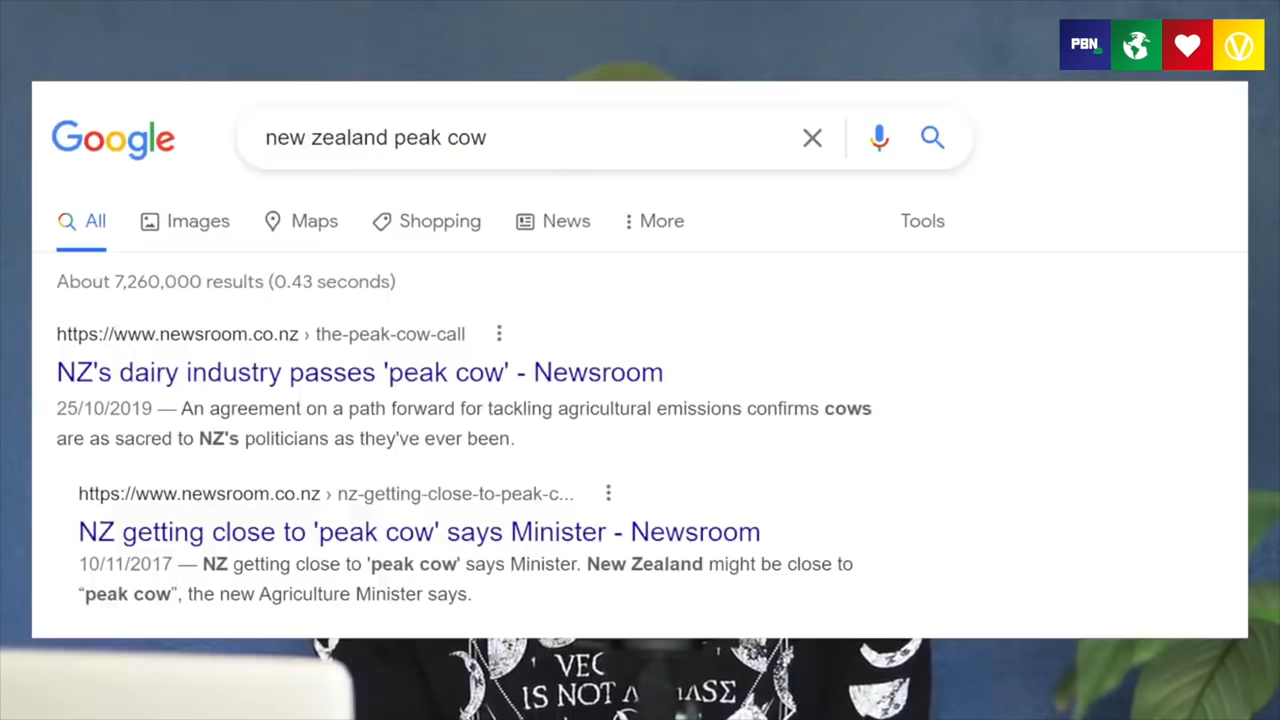 PBN
Google
new zealand peak cow
All Images Maps Shopping News More Tools
About 7,260,000 results (0.43 seconds)
https://www.newsroom.co.nz › the-peak-cow-call
NZ's dairy industry passes 'peak cow' - Newsroom
25/10/2019 — An agreement on a path forward for tackling agricultural emissions confirms cows
are as sacred to NZ's politicians as they've ever been.
https://www.newsroom.co.nz › nz-getting-close-to-peak-c...
NZ getting close to 'peak cow' says Minister - Newsroom
10/11/2017 — NZ getting close to 'peak cow' says Minister. New Zealand might be close to
“peak cow”, the new Agriculture Minister says.
IS NOT A